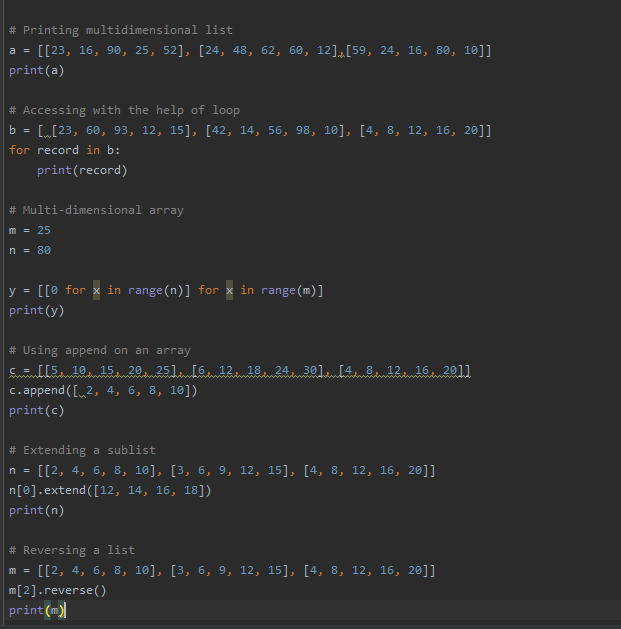 # Printing multidimensional list
a = [[23, 16, 90, 25, 52], [24, 48, 62, 60, 12],[59, 24, 16, 80, 10]]
print(a)
# Accessing with the help of loop
b = [ [23, 60, 93, 12, 15], [42, 14, 56, 98, 10], [4, 8, 12, 16, 20]]
for record in b:
    print(record)
# Multi-dimensional array
m = 25
n = 80
y = [[0 for x in range(n)] for x in range(m)]
print(y)
# Using append on an array
c = [[5, 10, 15, 20, 25], [6, 12, 18, 24, 30], [4, 8, 12, 16, 20]]
c.append([ 2, 4, 6, 8, 10])
print(c)
# Extending a sublist
n = [[2, 4, 6, 8, 10], [3, 6, 9, 12, 15], [4, 8, 12, 16, 20]]
n[0].extend([12, 14, 16, 18])
print(n)
# Reversing a list
m = [[2, 4, 6, 8, 10], [3, 6, 9, 12, 15], [4, 8, 12, 16, 20]]
m[2].reverse()
print(m)